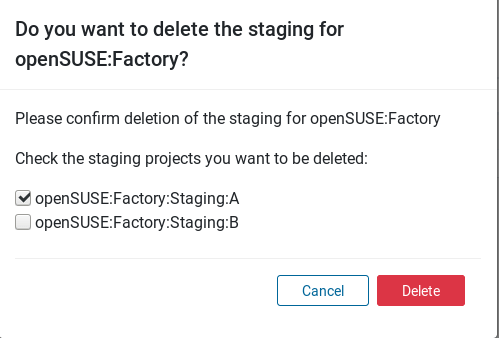 Do you want to delete the staging for
openSUSE:Factory?
Please confirm deletion of the staging for openSUSE:Factory
Check the staging projects you want to be deleted:
openSUSE:Factory:Staging:A
openSUSE:Factory:Staging:B
Cancel Delete